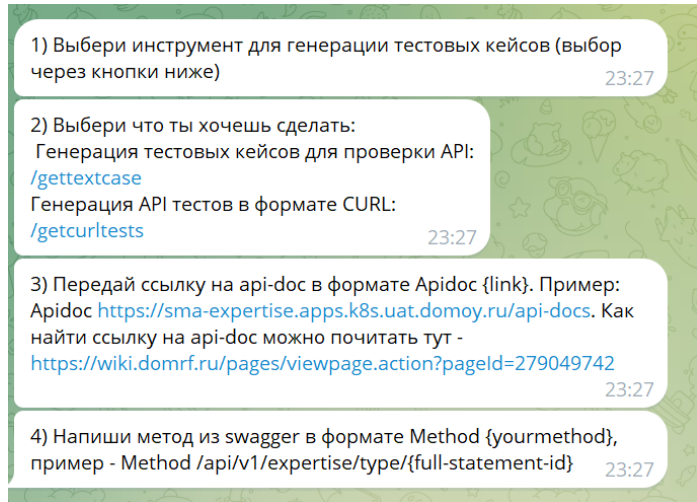 1) Выбери инструмент для генерации тестовых кейсов (выбор
через кнопки ниже)
23:27
2) Выбери что ты хочешь сделать:
Генерация тестовых кейсов для проверки API:
/gettextcase
Генерация API тестов в формате CURL:
/getcurltests
23:27
3) Передай ссылку на api-doc в формате Apidoc {link}. Пример:
Apidoc https://sma-expertise.apps.k8s.uat.domoy.ru/api-docs. Как
найти ссылку на api-doc можно почитать тут -
https://wiki.domrf.ru/pages/viewpage.action?pageId=279049742
23:27
4) Напиши метод из swagger в формате Method {yourmethod},
пример - Method /api/v1/expertise/type/{full-statement-id}
23:27